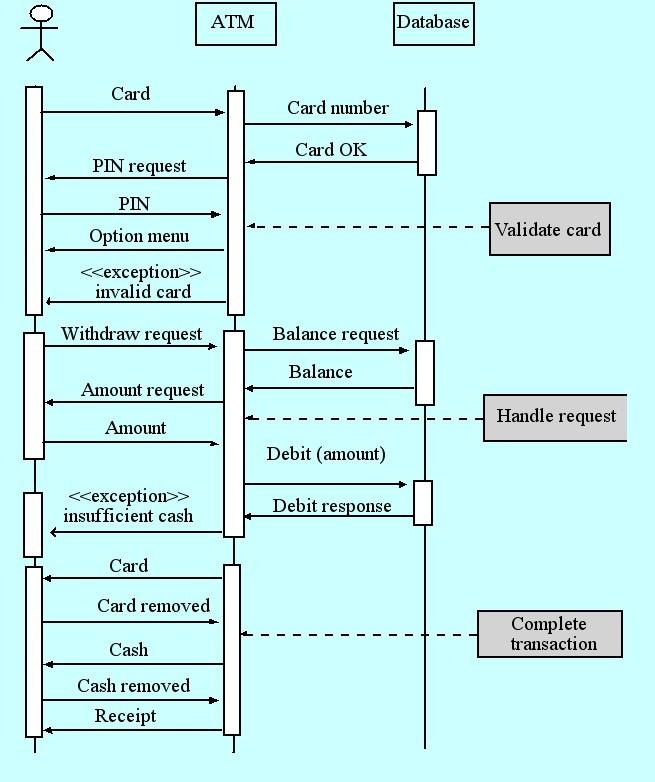 ATM
Database
Card
Card number
Card OK
PIN request
PIN
Validate card
Option menu
<<exception>>
invalid card
Withdraw request
Balance request
Balance
Amount request
Handle request
Amount
Debit (amount)
<<exception>>
insufficient cash
Debit response
Card
Card removed
Complete
transaction
Cash
Cash removed
Receipt